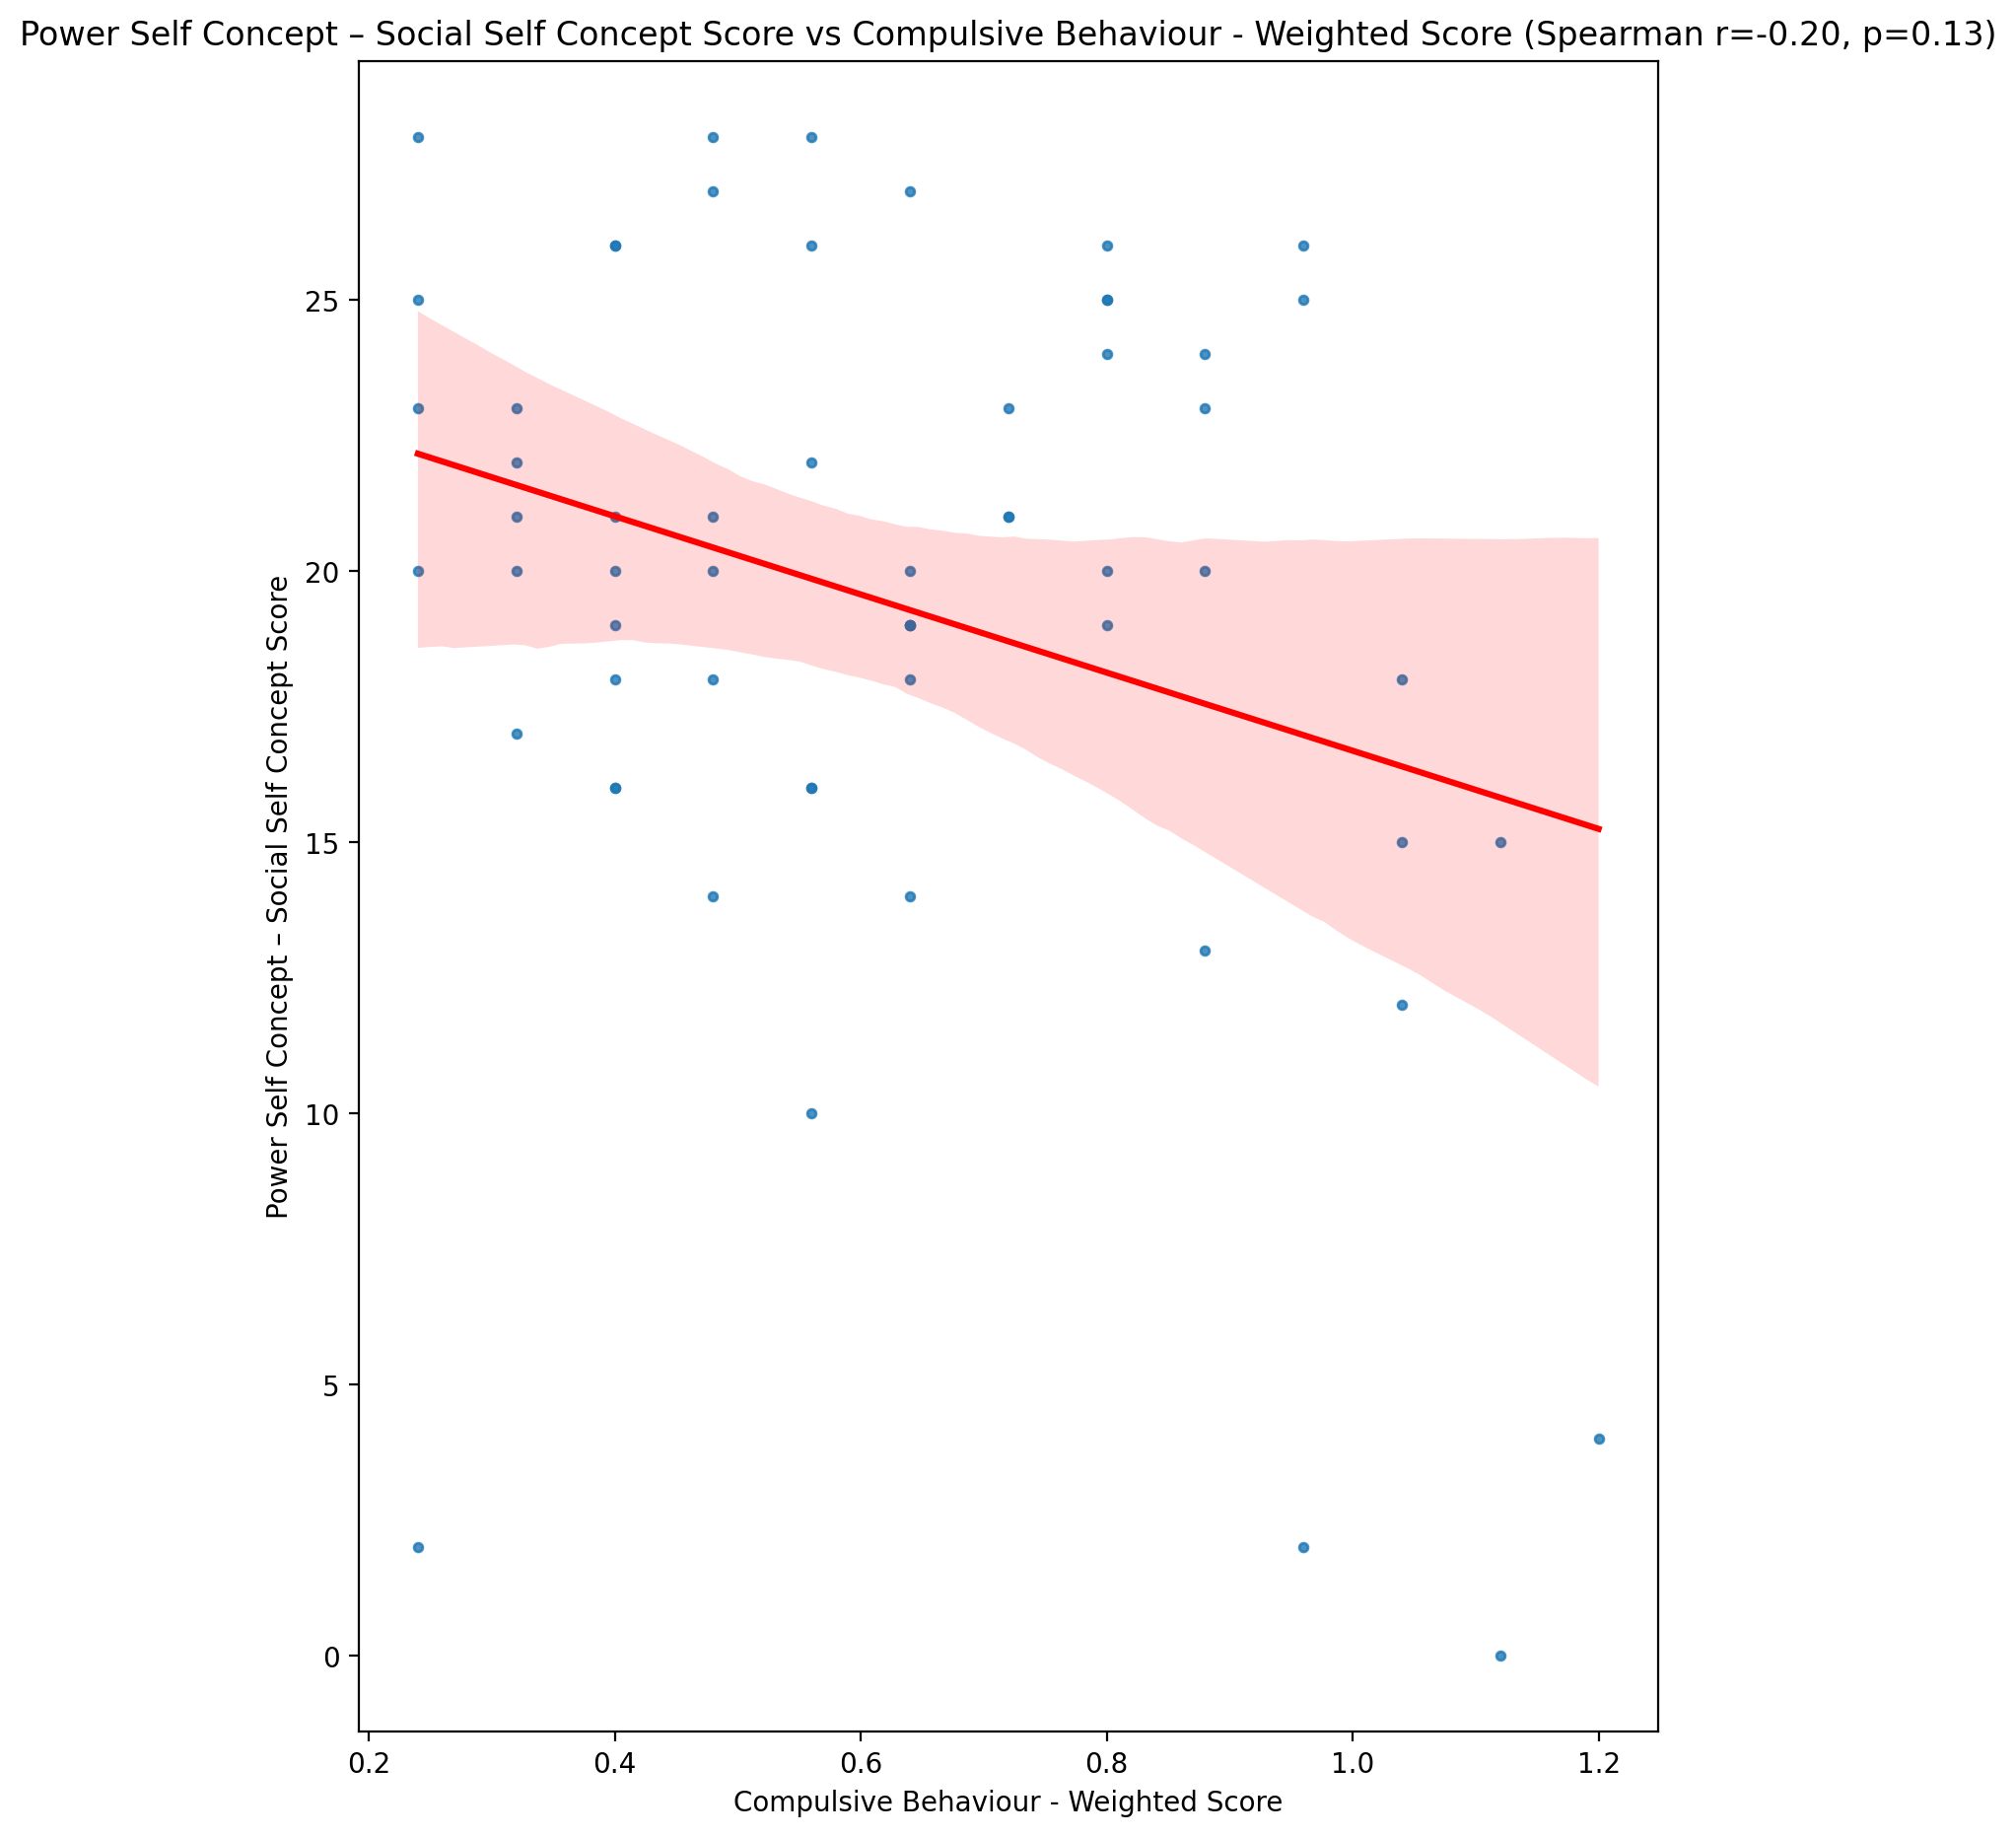 Power Self Concept – Social Self Concept Score vs Compulsive Behaviour - Weighted Score (Spearman r=-0.20, p=0.13)
Power Self Concept – Social Self Concept Score
25
20
15
10
5
0
0.2 0.4 0.6 0.8 1.0 1.2
Compulsive Behaviour - Weighted Score